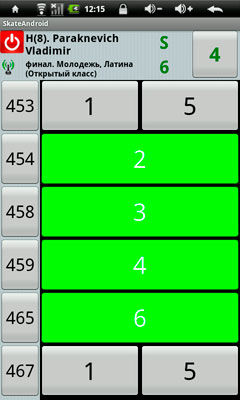 12:15
SkateAndroid
H(8). Paraknevich
Vladimir
финал. Молодежь, Латина
(Открытый класс)
S
6
4
453 1 5
454 2
458 3
459 4
465 6
467 1 5